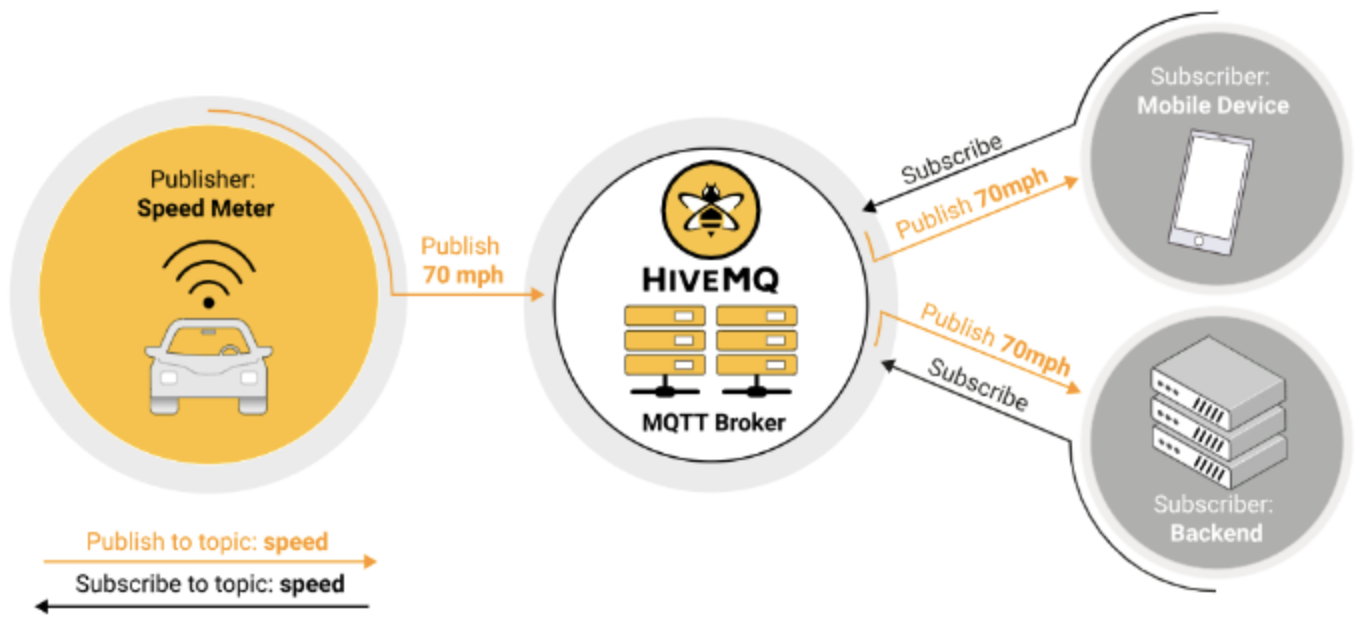 Publisher:
Speed Meter
Publish
70 mph
HIVEMQ
MQTT Broker
Subscribe
Publish 70mph
Subscriber:
Mobile Device
Publish 70mph
Subscribe
Subscriber:
Backend
Publish to topic: speed
Subscribe to topic: speed